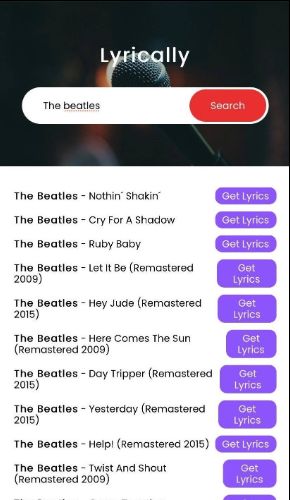 Lyrically
The beatles Search
The Beatles - Nothin´ Shakin´ Get Lyrics
The Beatles - Cry For A Shadow Get Lyrics
The Beatles - Ruby Baby Get Lyrics
The Beatles - Let It Be (Remastered
2009)
Get
Lyrics
The Beatles - Hey Jude (Remastered
2015)
Get
Lyrics
The Beatles - Here Comes The Sun
(Remastered 2009)
Get
Lyrics
The Beatles - Day Tripper (Remastered
2015)
Get
Lyrics
The Beatles - Yesterday (Remastered
2015)
Get
Lyrics
The Beatles - Help! (Remastered 2015) Get Lyrics
The Beatles - Twist And Shout
(Remastered 2009)
Get
Lyrics